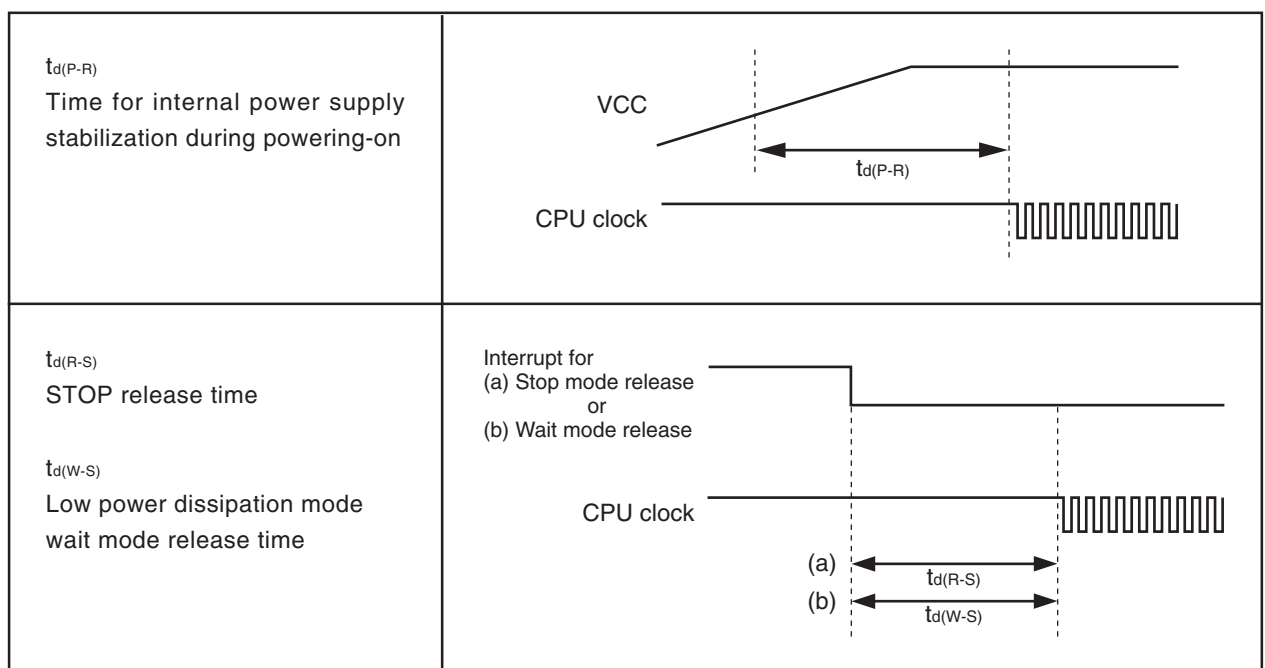 td(P-R)
Time for internal power supply
stabilization during powering-on
VCC
td(P-R)
CPU clock
td(R-S)
STOP release time
td(W-S)
Low power dissipation mode
wait mode release time
Interrupt for
(a) Stop mode release
or
(b) Wait mode release
CPU clock
(a)
td(R-S)
(b)
td(W-S)